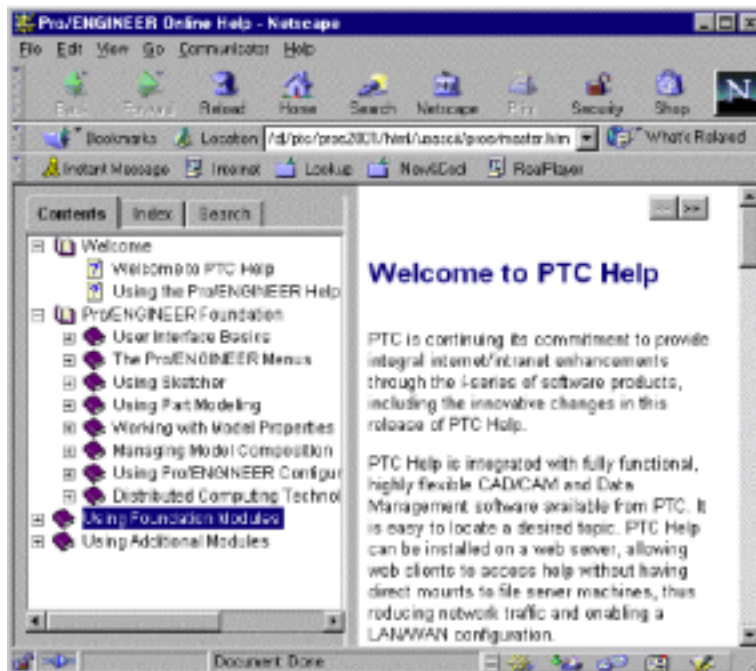 Pro/ENGINEER Online Help - Netscape
File Edit View Go Communicator Help
Back Forward Reload Home Search Netscape Print Security Shop
N
Bookmarks Location /proe2001/html/usascii/proe/master.htm What's Related
Instant Message Internet Lookup New&Cool RealPlayer
Contents Index Search
Welcome
Welcome to PTC Help
Using the Pro/ENGINEER Help
Pro/ENGINEER Foundation
User Interface Basics
The Pro/ENGINEER Menus
Using Sketcher
Using Part Modeling
Working with Model Properties
Managing Model Composition
Using Pro/ENGINEER Configur
Distributed Computing Technol
Using Foundation Modules
Using Additional Modules
<< >>
Welcome to PTC Help
PTC is continuing its commitment to provide
integral internet/intranet enhancements
through the i-series of software products,
including the innovative changes in this
release of PTC Help.
PTC Help is integrated with fully functional,
highly flexible CAD/CAM and Data
Management software available from PTC. It
is easy to locate a desired topic. PTC Help
can be installed on a web server, allowing
web clients to access help without having
direct mounts to file server machines, thus
reducing network traffic and enabling a
LAN/WAN configuration.
Document: Done